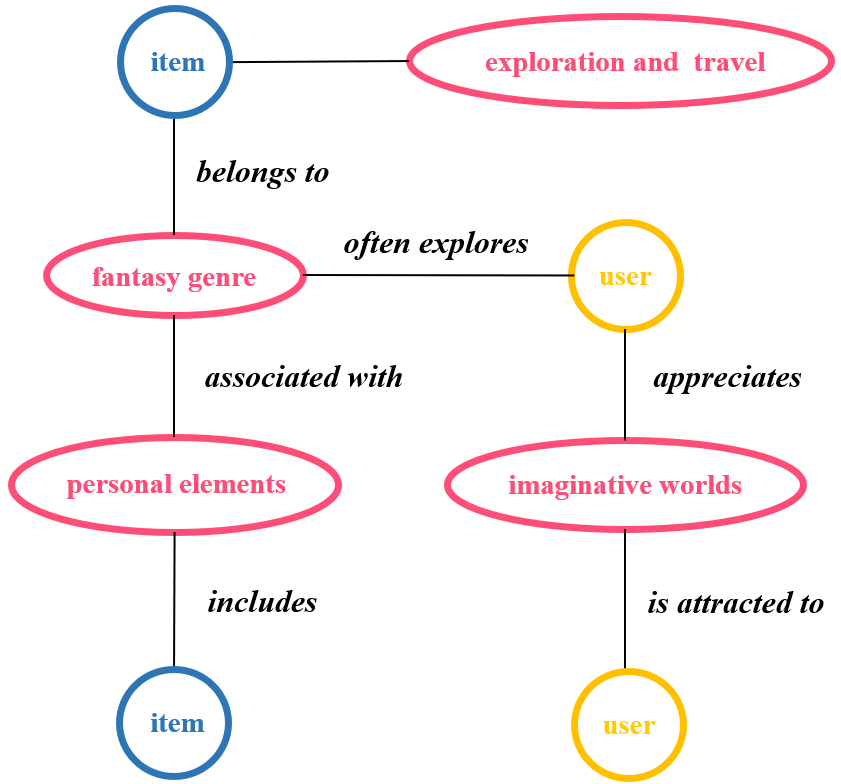 item
exploration and travel
belongs to
often explores
fantasy genre
user
associated with
appreciates
personal elements
imaginative worlds
includes
is attracted to
item
user